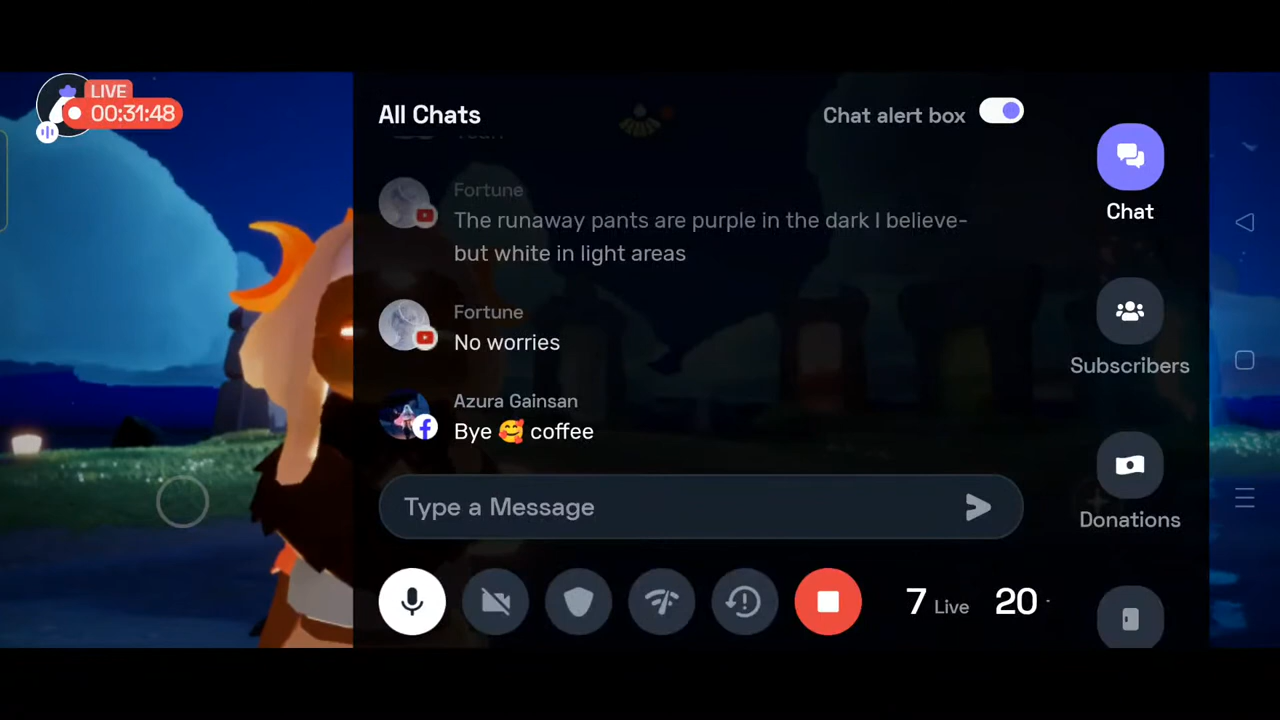 LIVE
00:31:48
All Chats
Chat alert box
Fortune
The runaway pants are purple in the dark I believe-
but white in light areas
Fortune
No worries
Azura Gainsan
Bye 🥰 coffee
Type a Message
7 Live 20
Chat
Subscribers
Donations